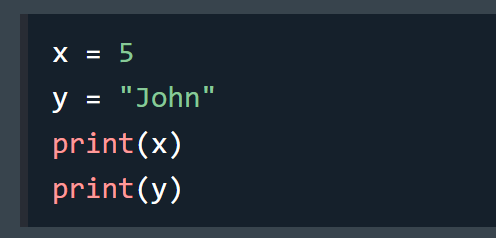 x = 5
y = "John"
print(x)
print(y)